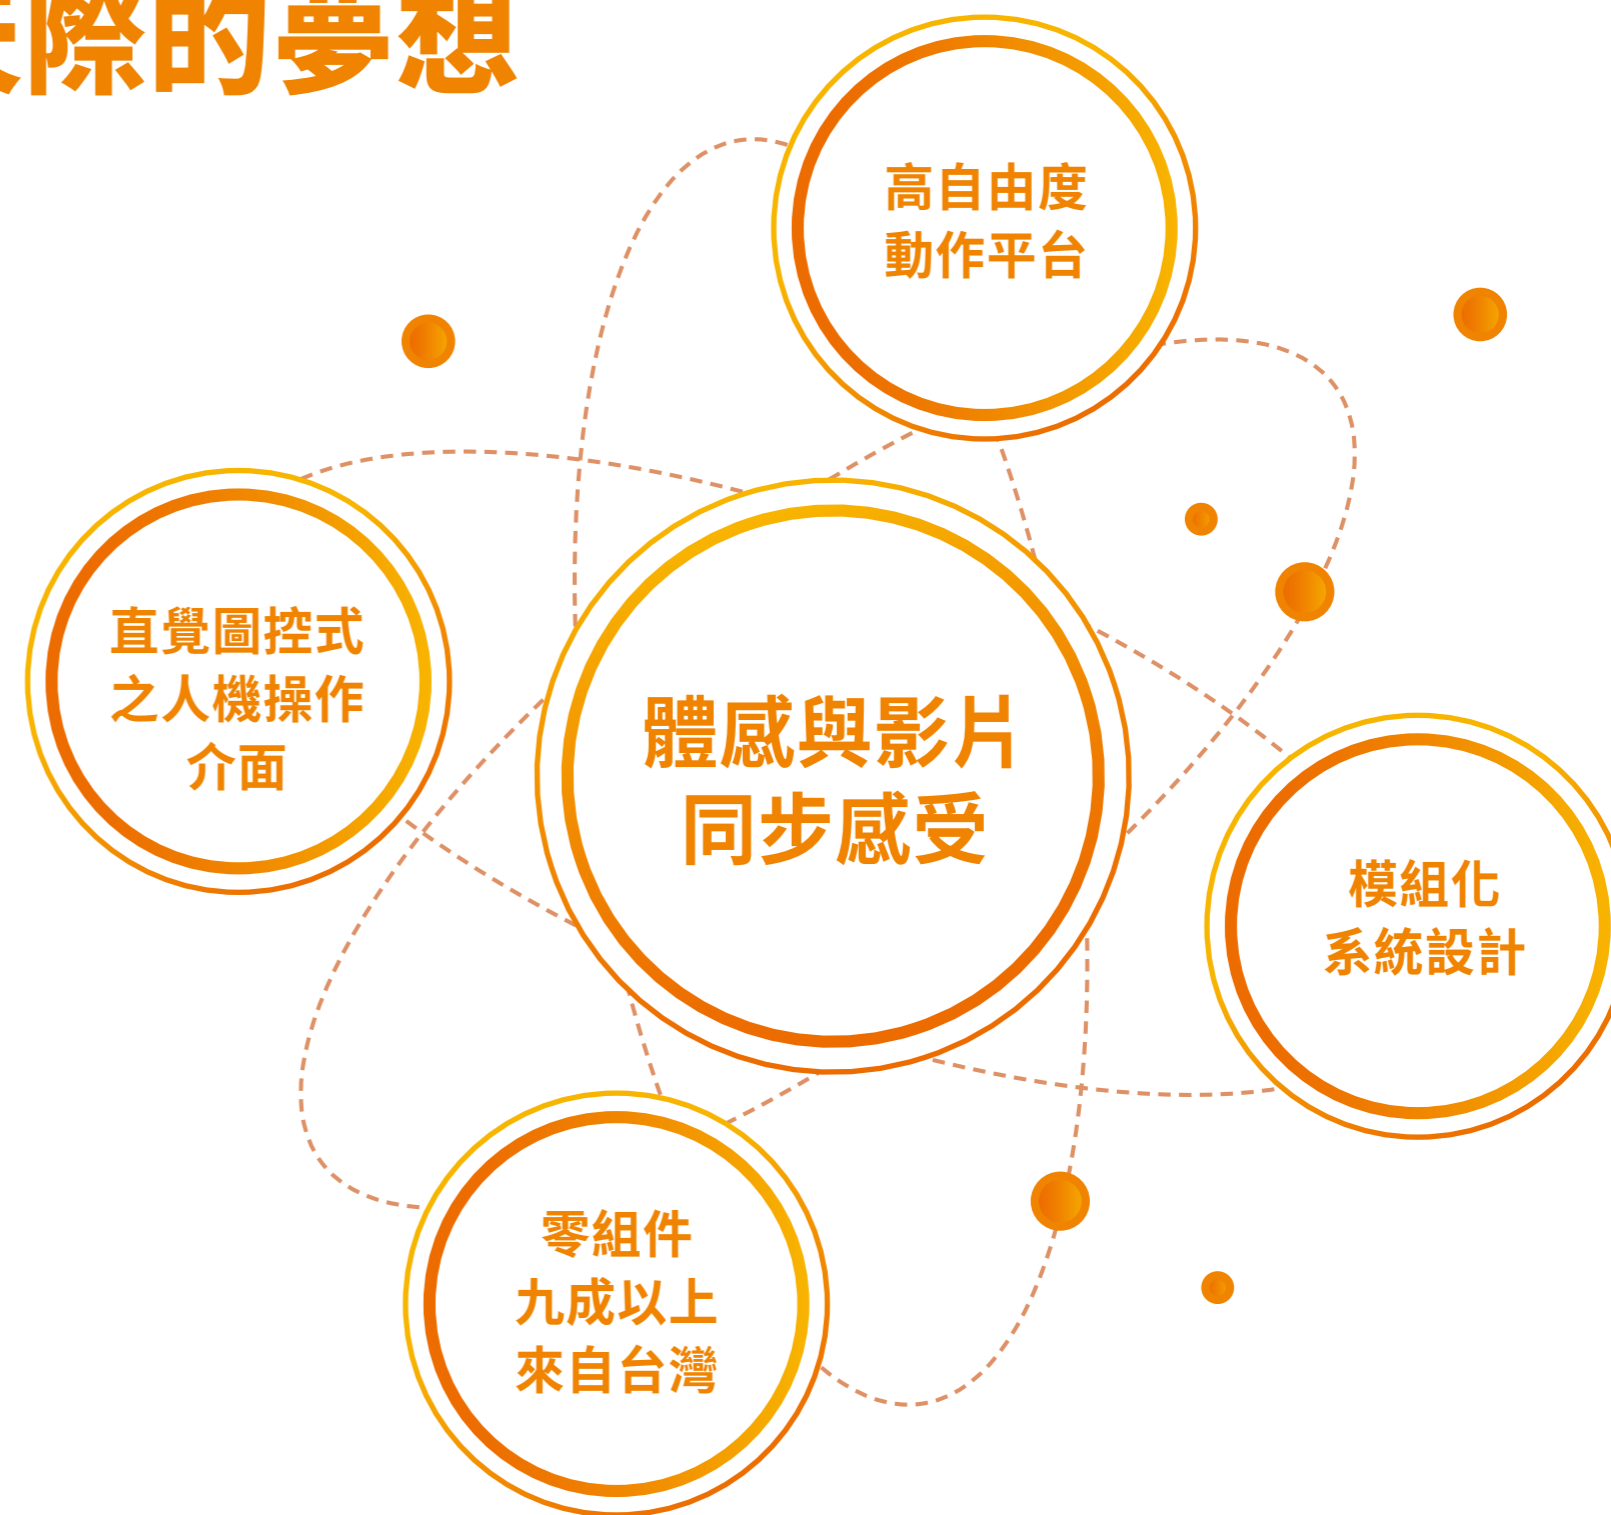 天際的夢想
高自由度
動作平台
直覺圖控式
之人機操作
介面
體感與影片
同步感受
模組化
系統設計
零組件
九成以上
來自台灣